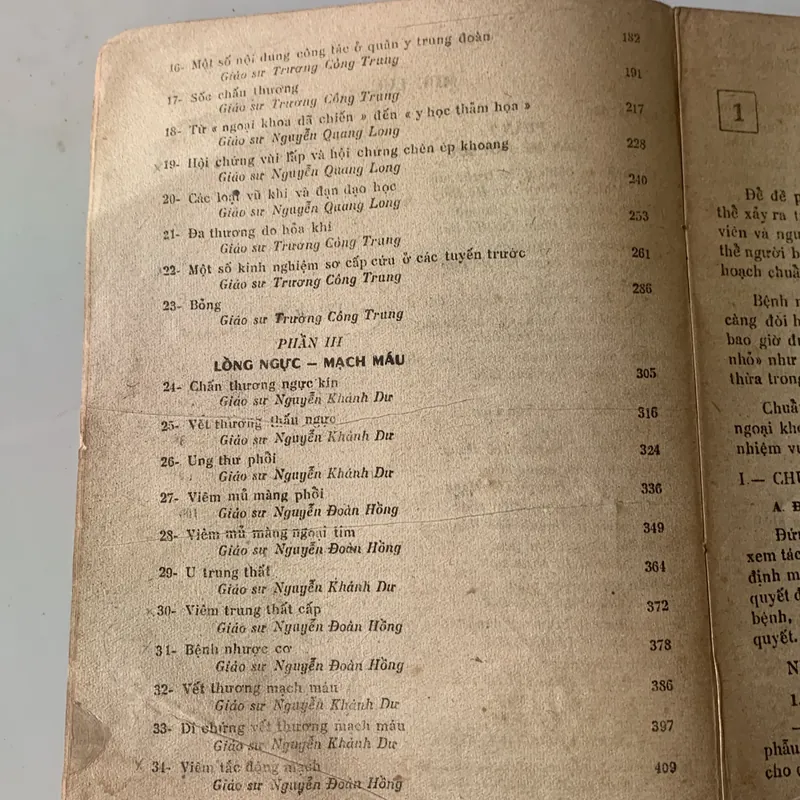 16- Một số nội dung công tác ở quân y trung đoàn 182
Giáo sư Trương Công Trung
17- Sốc chấn thương 191
Giáo sư Trương Công Trung
18- Từ « ngoại khoa dã chiến » đến « y học thảm họa » 217
Giáo sư Nguyễn Quang Long
19- Hội chứng vùi lấp và hội chứng chèn ép khoang 228
Giáo sư Nguyễn Quang Long
20- Các loại vũ khí và đạn đạo học 240
Giáo sư Nguyễn Quang Long
21- Đa thương do hỏa khí 253
Giáo sư Trương Công Trung
22- Một số kinh nghiệm sơ cấp cứu ở các tuyến trước 261
Giáo sư Trương Công Trung
23- Bỏng 286
Giáo sư Trương Công Trung
PHẦN III
LỒNG NGỰC – MẠCH MÁU
24- Chấn thương ngực kín 305
Giáo sư Nguyễn Khánh Dư
25- Vết thương thấu ngực 316
Giáo sư Nguyễn Khánh Dư
26- Ung thư phổi 324
Giáo sư Nguyễn Khánh Dư
27- Viêm mủ màng phổi 336
Giáo sư Nguyễn Đoàn Hồng
28- Viêm mủ màng ngoại tim 349
Giáo sư Nguyễn Đoàn Hồng
29- U trung thất 364
Giáo sư Nguyễn Khánh Dư
30- Viêm trung thất cấp 372
Giáo sư Nguyễn Đoàn Hồng
31- Bệnh nhược cơ 378
Giáo sư Nguyễn Đoàn Hồng
32- Vết thương mạch máu 386
Giáo sư Nguyễn Khánh Dư
33- Di chứng vết thương mạch máu 397
Giáo sư Nguyễn Khánh Dư
34- Viêm tắc động mạch 409
Giáo sư Nguyễn Đoàn Hồng
1
Để đề
thể xảy ra
viên và
thể người
hoạch
Bệnh
càng đòi
bao giờ
nhỏ» như
thừa
Chuẩn
ngoại
nhiệm
I.—
A.
Đứng
xem
định
quyết
bệnh,
quyết.
N
1.
—
phẫu
cho